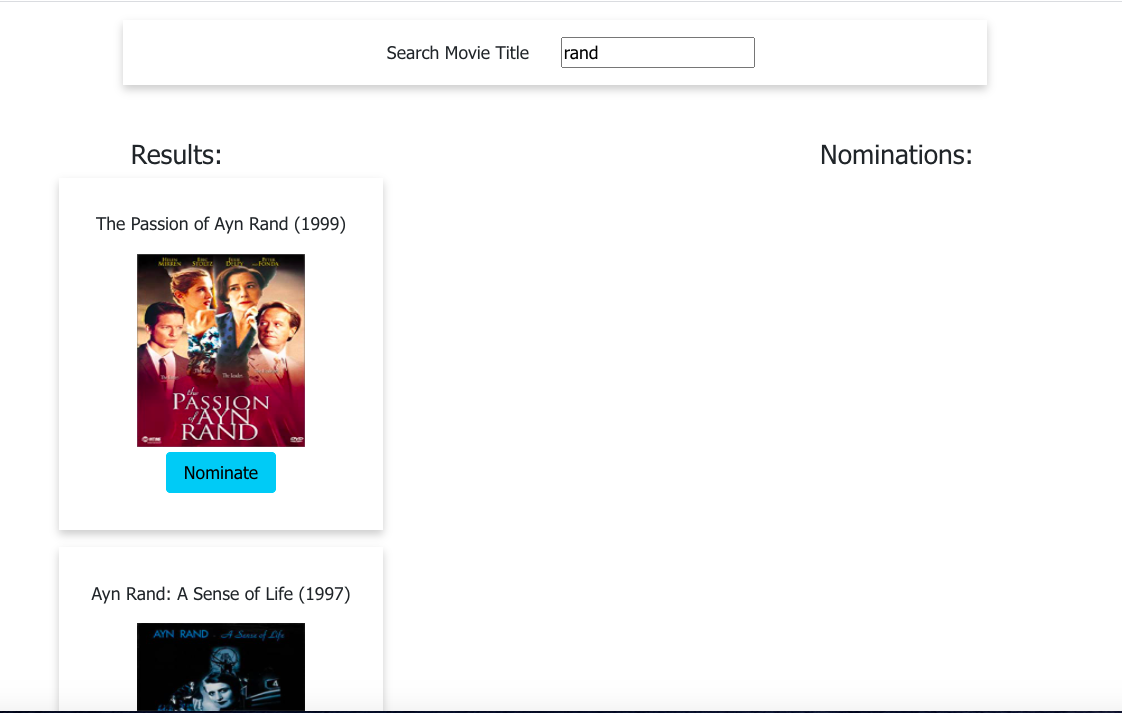 Search Movie Title rand
Results:
Nominations:
The Passion of Ayn Rand (1999)
HELEN MIRREN ERIC STOLTZ JULIE DELPY PETER FONDA
the
PASSION
of AYN
RAND
DVD
Nominate
Ayn Rand: A Sense of Life (1997)
AYN RAND A Sense of Life